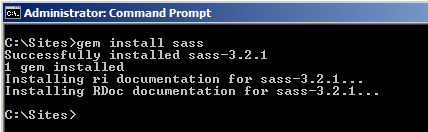 Administrator: Command Prompt
C:\Sites>gem install sass
Successfully installed sass-3.2.1
1 gem installed
Installing ri documentation for sass-3.2.1...
Installing RDoc documentation for sass-3.2.1...
C:\Sites>